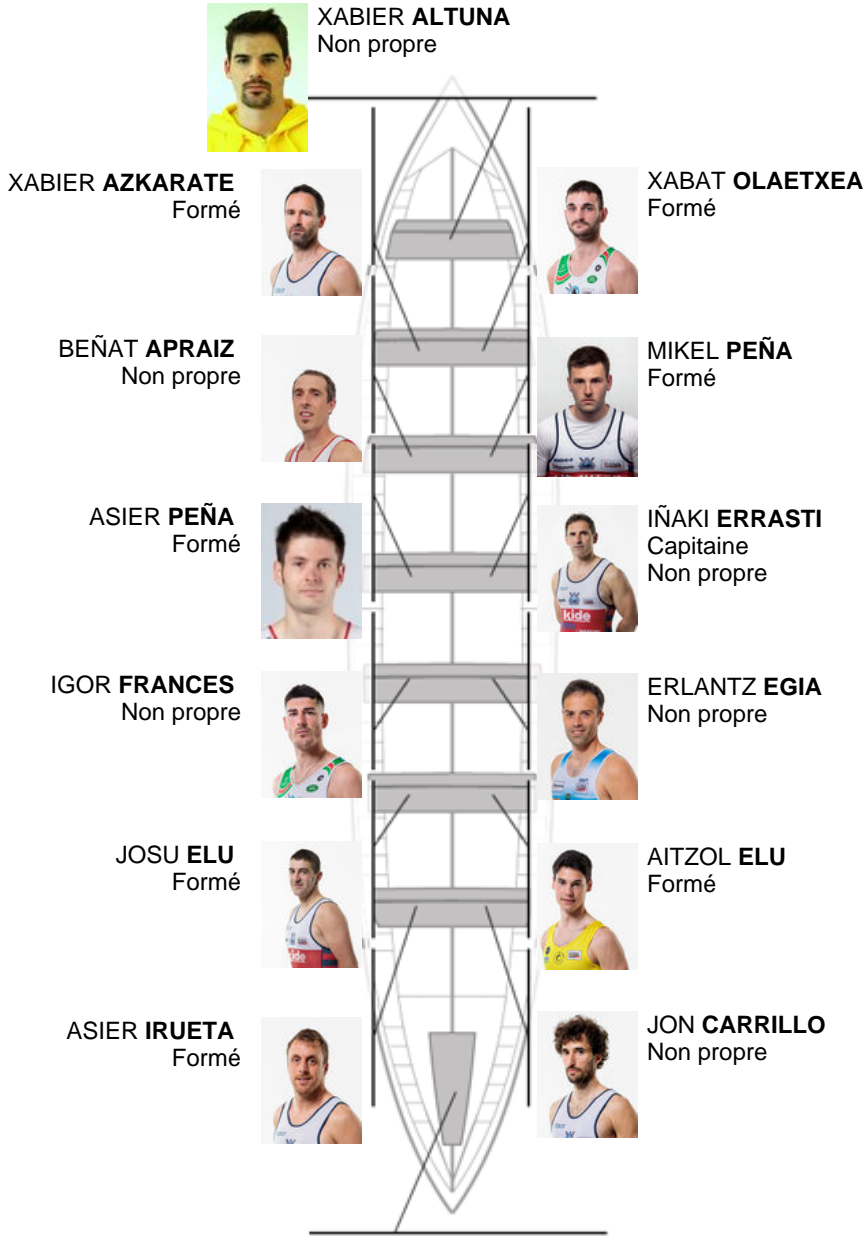 XABIER ALTUNA
Non propre
XABIER AZKARATE
Formé
XABAT OLAETXEA
Formé
BEÑAT APRAIZ
Non propre
MIKEL PEÑA
Formé
ASIER PEÑA
Formé
IÑAKI ERRASTI
Capitaine
Non propre
kide
IGOR FRANCES
Non propre
ERLANTZ EGIA
Non propre
JOSU ELU
Formé
AITZOL ELU
Formé
ASIER IRUETA
Formé
JON CARRILLO
Non propre